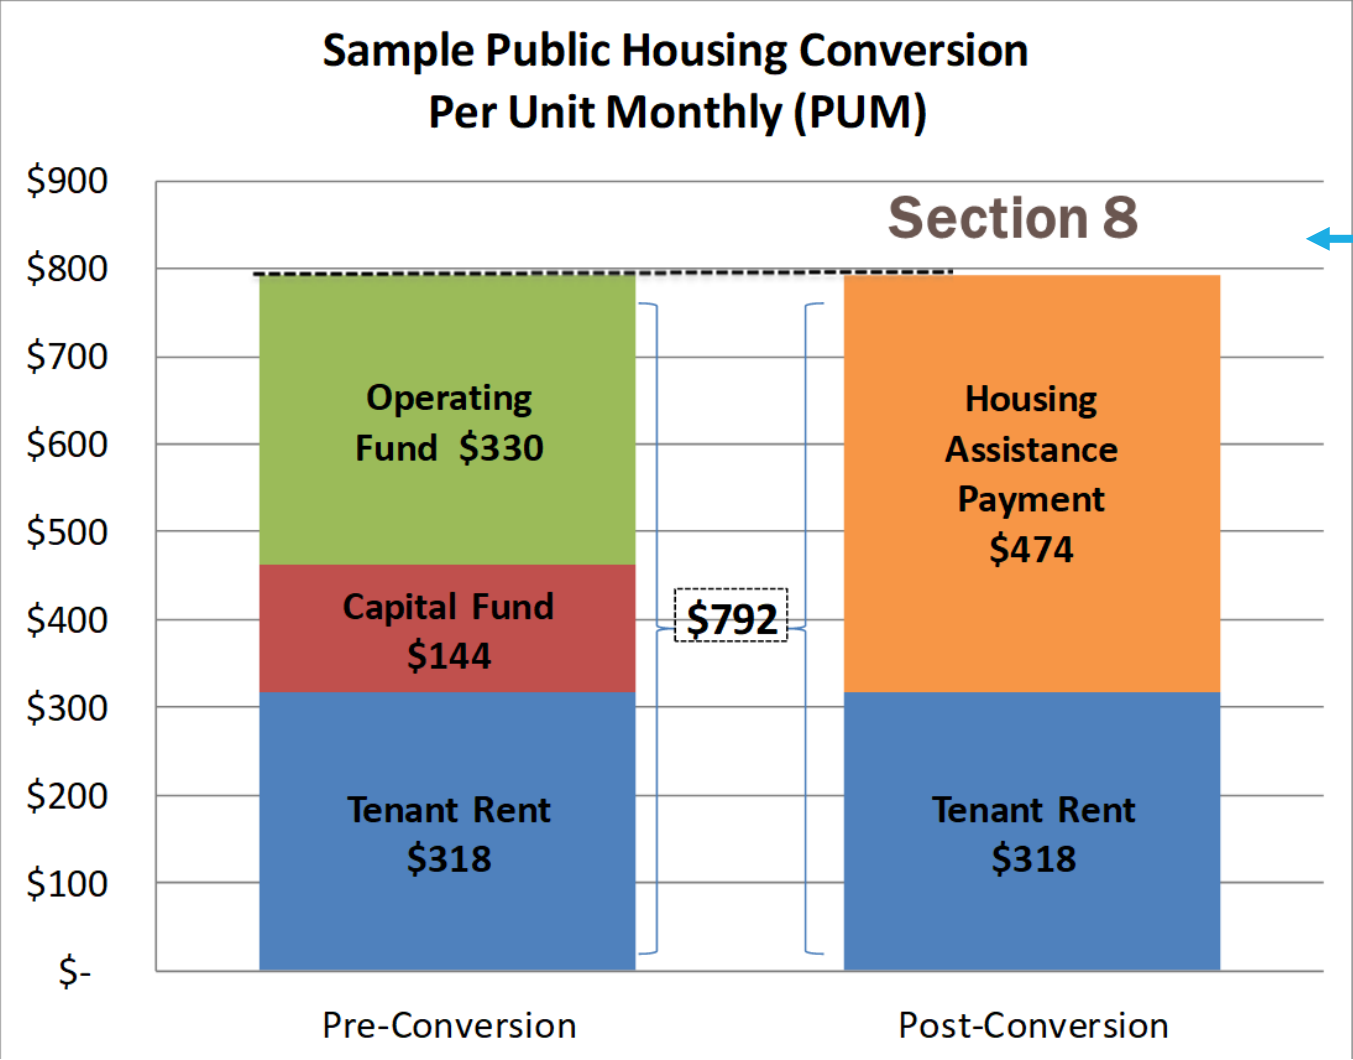 Sample Public Housing Conversion
Per Unit Monthly (PUM)
$900
$800
$700
$600
$500
$400
$300
$200
$100
$-
Section 8
Operating
Fund $330
Capital Fund
$144
Tenant Rent
$318
$792
Housing
Assistance
Payment
$474
Tenant Rent
$318
Pre-Conversion
Post-Conversion